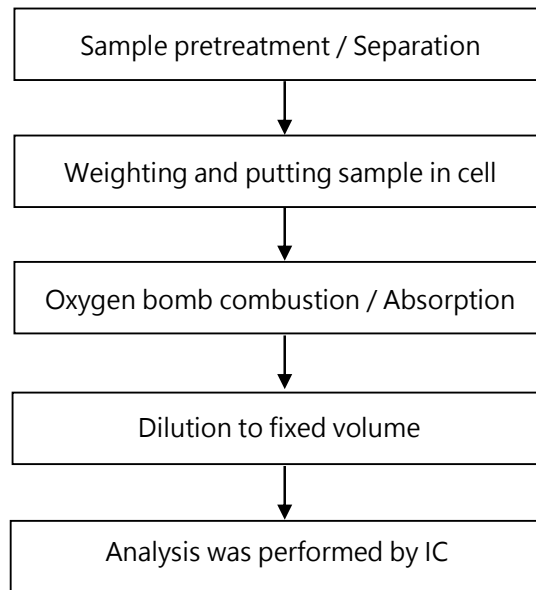 Sample pretreatment / Separation
Weighting and putting sample in cell
Oxygen bomb combustion / Absorption
Dilution to fixed volume
Analysis was performed by IC